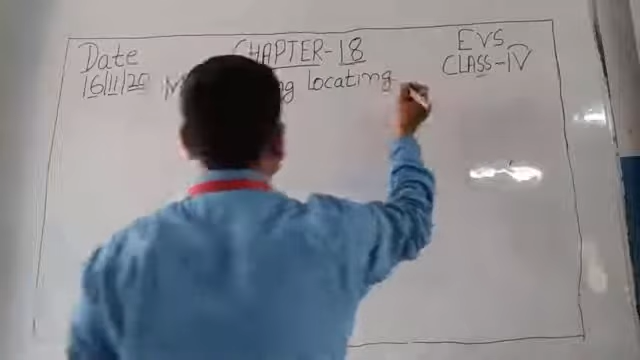 Date
16/11/20
CHAPTER-18
locating
EVS
CLASS-IV